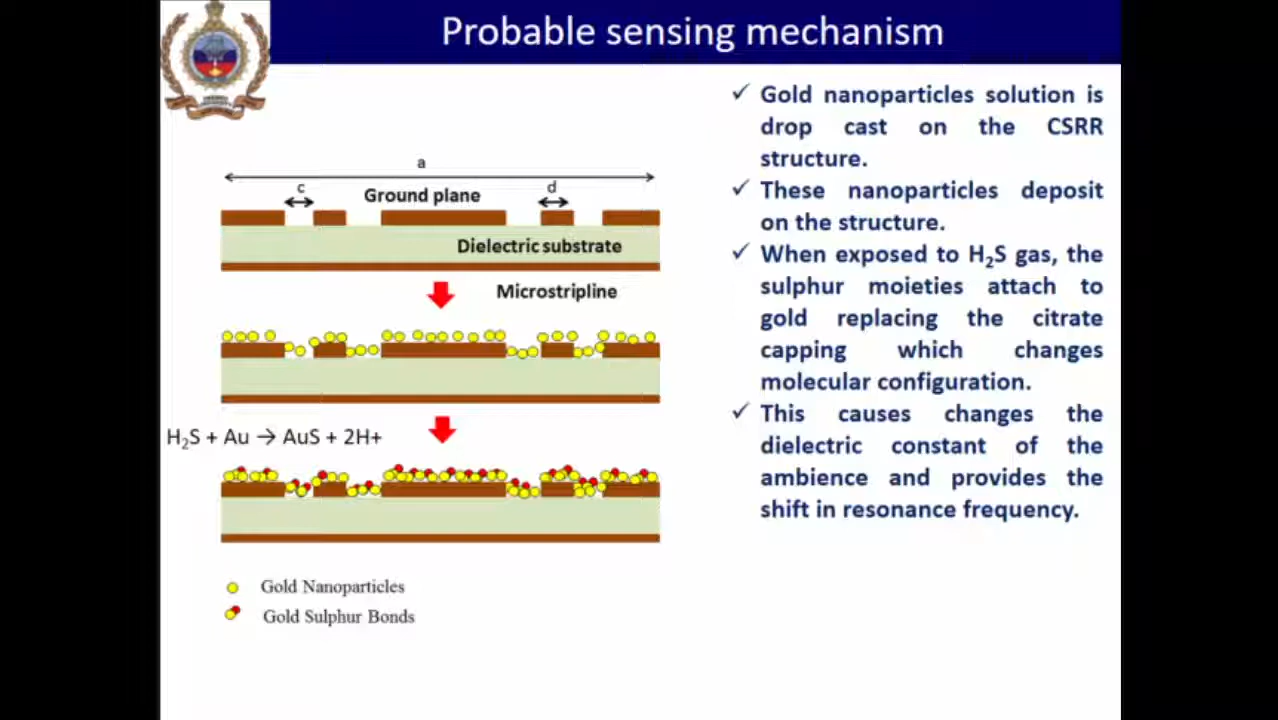 Probable sensing mechanism
a
c
Ground plane
d
Dielectric substrate
Microstripline
H₂S + Au → AuS + 2H+
Gold Nanoparticles
Gold Sulphur Bonds
✓ Gold nanoparticles solution is
drop cast on the CSRR
structure.
✓ These nanoparticles deposit
on the structure.
✓ When exposed to H₂S gas, the
sulphur moieties attach to
gold replacing the citrate
capping which changes
molecular configuration.
✓ This causes changes the
dielectric constant of the
ambience and provides the
shift in resonance frequency.